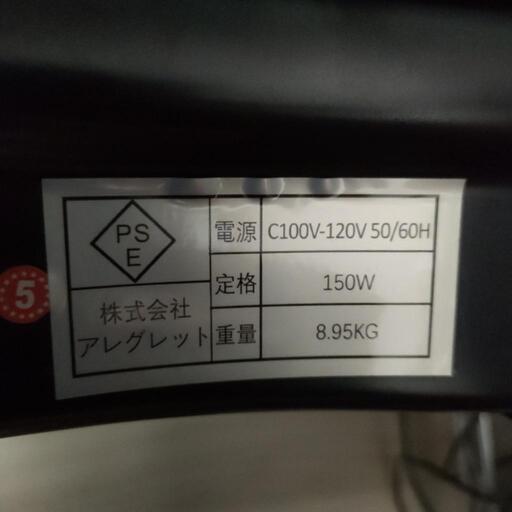 PS
E
電源 C100V-120V 50/60H
定格 150W
株式会社
アレグレット
重量 8.95KG
5